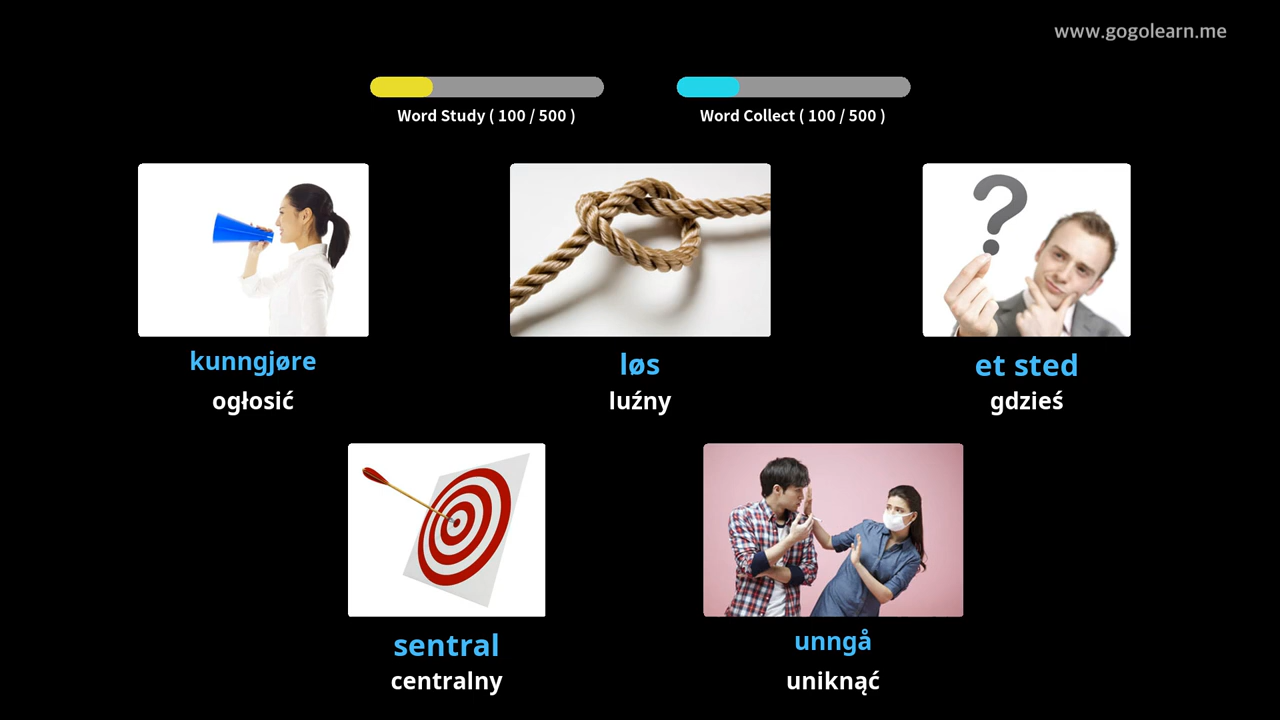 www.gogolearn.me
Word Study ( 100 / 500 )
Word Collect ( 100 / 500 )
kunngjøre
ogłosić
løs
luźny
?
et sted
gdzieś
sentral
centralny
unngå
uniknąć